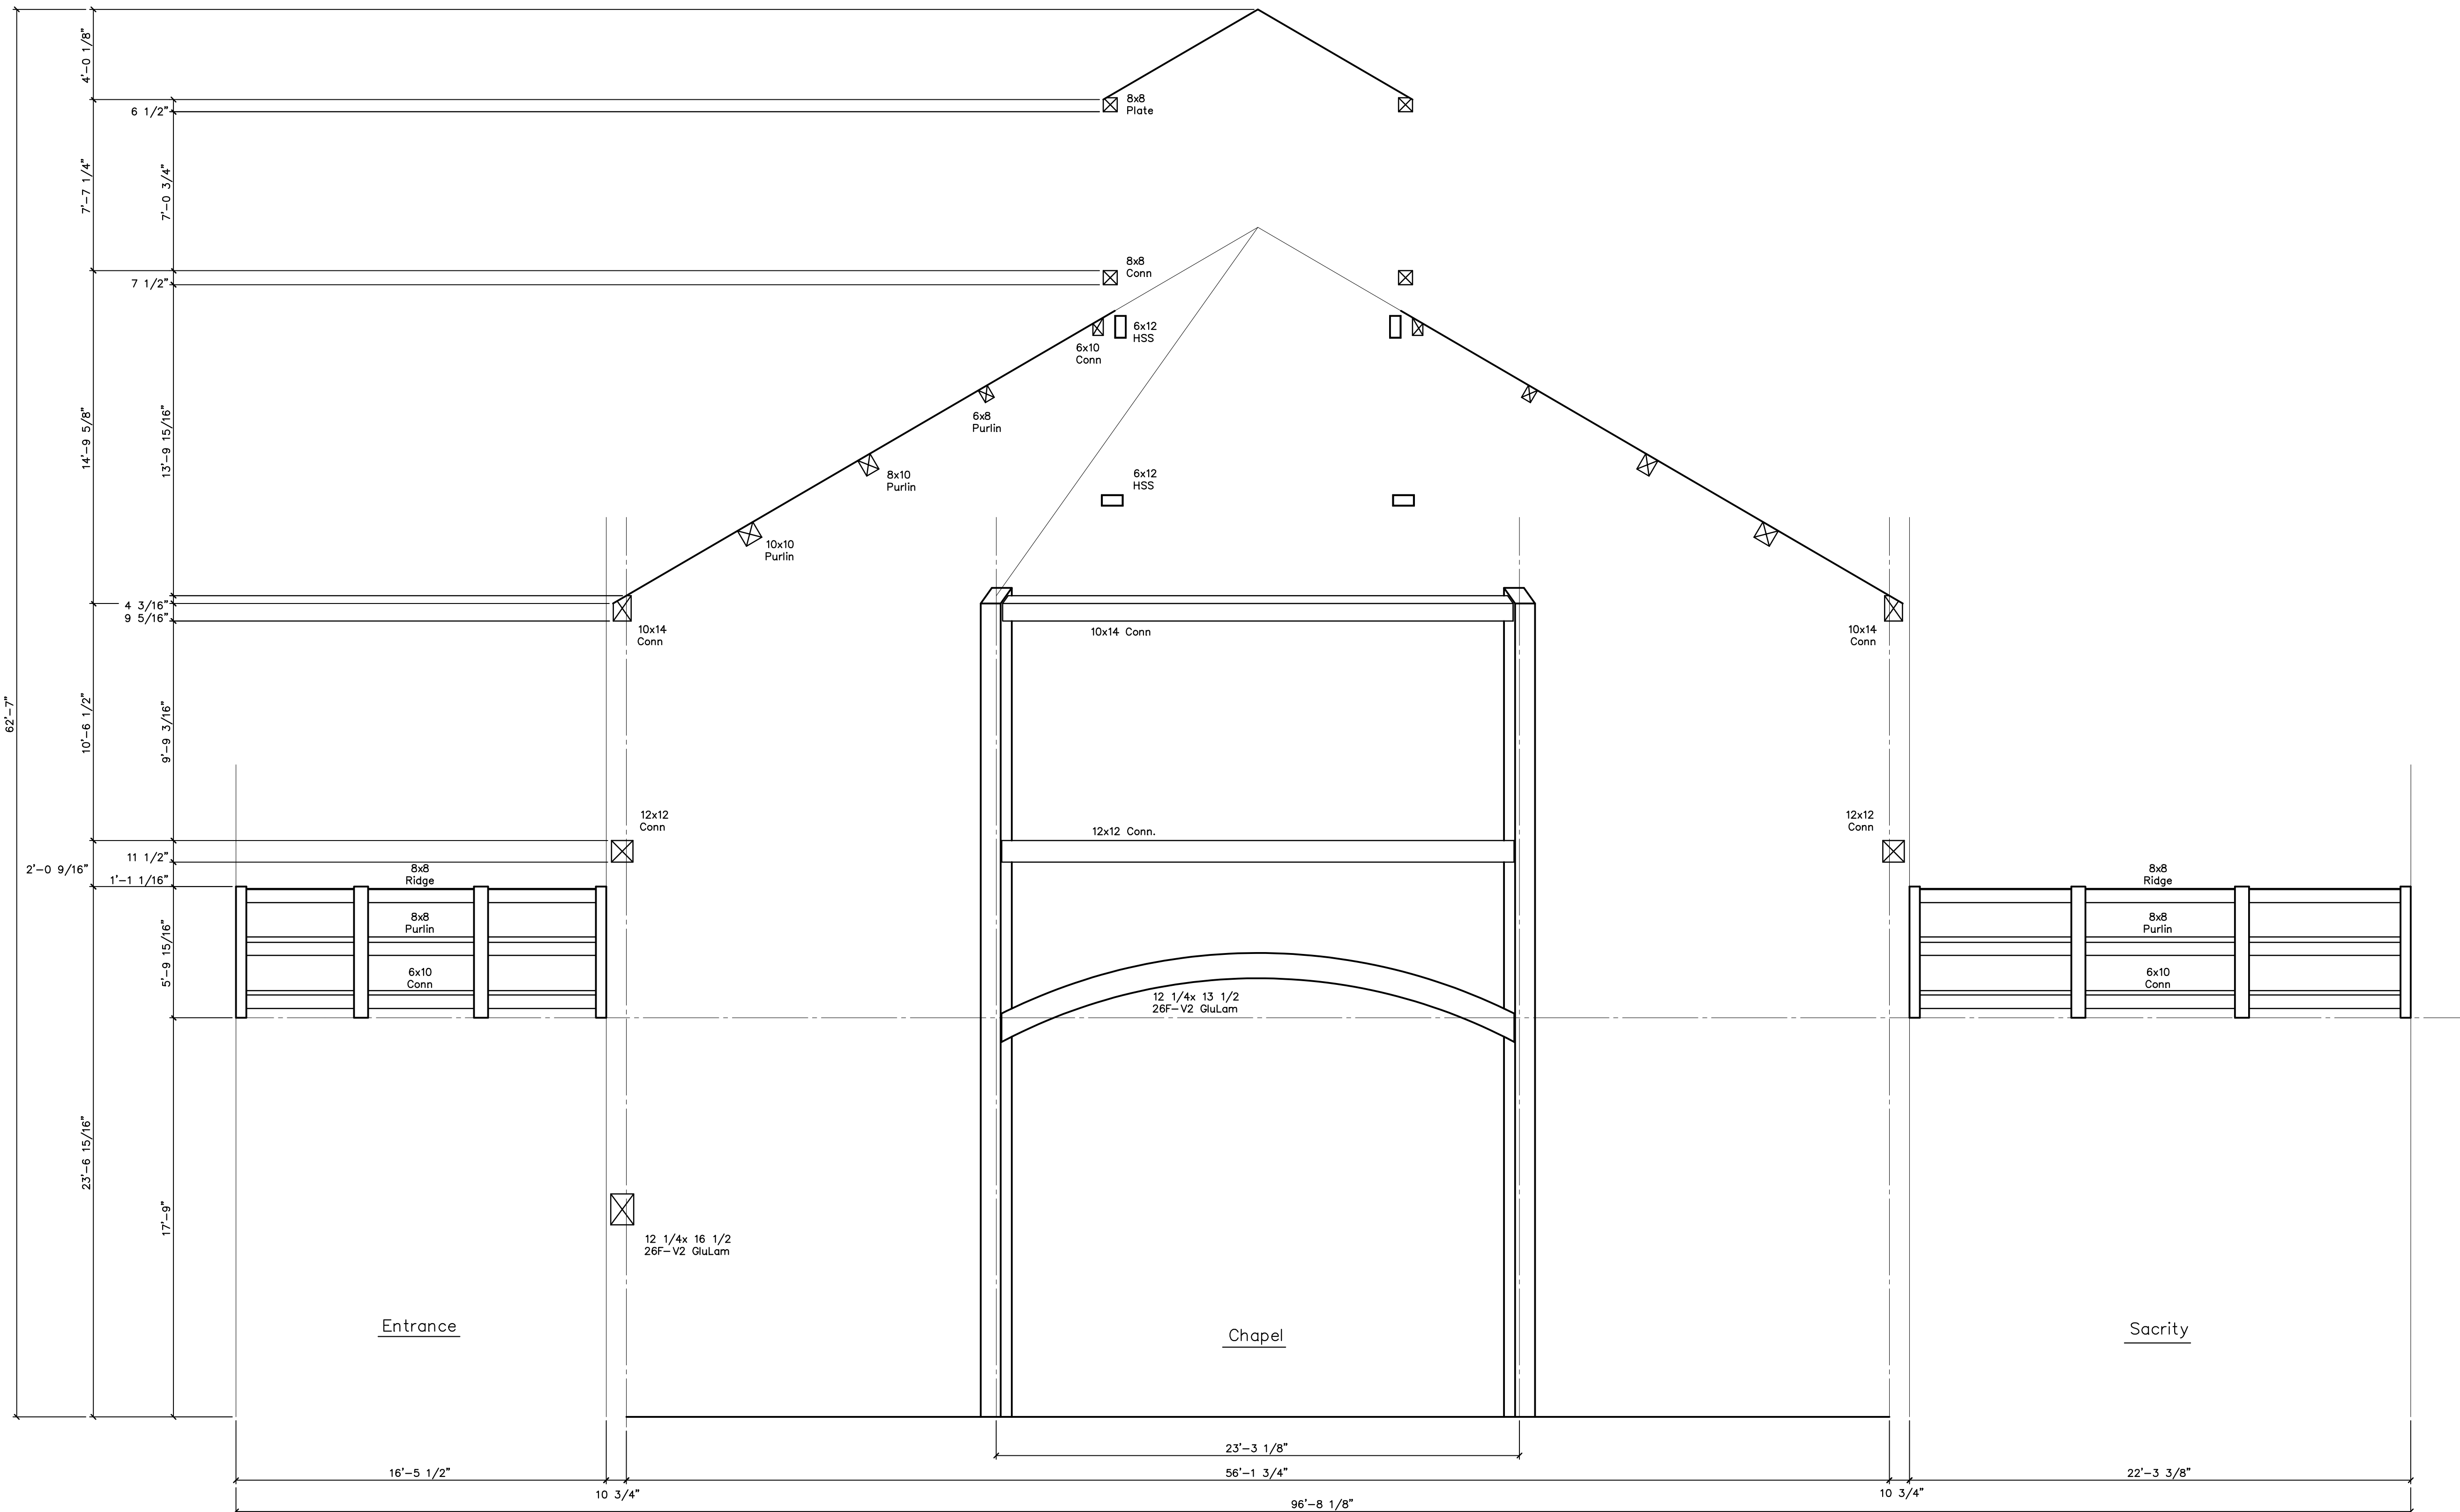 4'-0 1/8"
8x8
Plate
6 1/2"
7'-7 1/4"
7'-0 3/4"
8x8
Conn
7 1/2"
6x12
HSS
6x10
Conn
14'-9 5/8"
13'-9 15/16"
6x8
Purlin
8x10
Purlin
6x12
HSS
10x10
Purlin
4 3/16"
9 5/16"
10x14
Conn
10x14 Conn
10x14
Conn
62'-7"
10'-6 1/2"
9'-9 3/16"
12x12
Conn
12x12 Conn.
12x12
Conn
11 1/2"
2'-0 9/16"
1'-1 1/16"
8x8
Ridge
8x8
Ridge
8x8
Purlin
8x8
Purlin
5'-9 15/16"
6x10
Conn
6x10
Conn
12 1/4x 13 1/2
26F-V2 GluLam
23'-6 15/16"
17'-9"
12 1/4x 16 1/2
26F-V2 GluLam
Entrance
Chapel
Sacrity
23'-3 1/8"
16'-5 1/2"
56'-1 3/4"
22'-3 3/8"
10 3/4"
10 3/4"
96'-8 1/8"